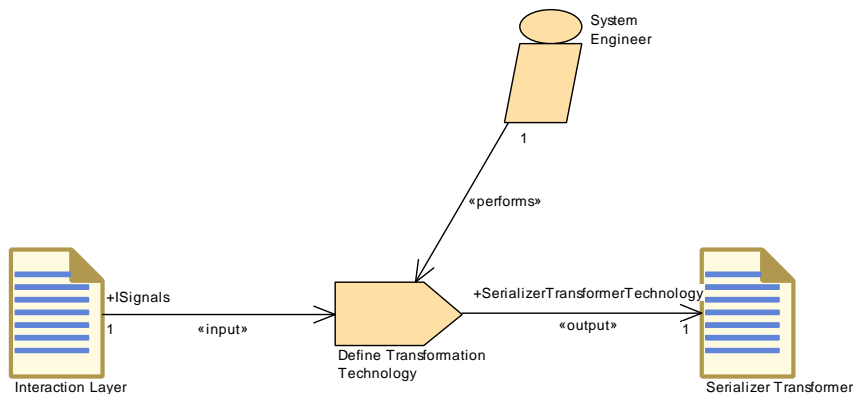 System
Engineer
1
«performs»
+ISignals
1
«input»
+SerializerTransformerTechnology
«output»
1
Define Transformation
Technology
Interaction Layer
Serializer Transformer